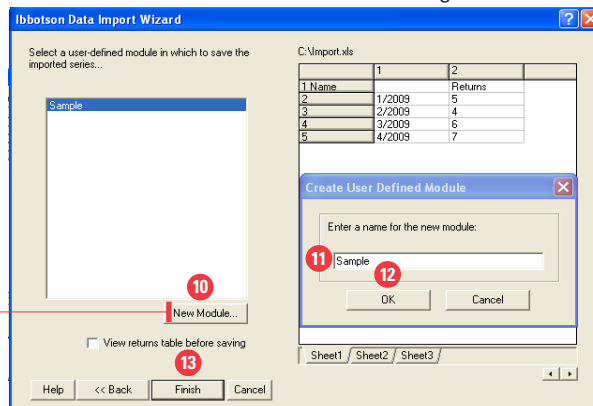 Ibbotson Data Import Wizard
Select a user-defined module in which to save the
imported series...
Sample
10
New Module...
View returns table before saving
13
Help
<< Back
Finish
Cancel
C:\Import.xls
1 2
1 Name Returns
2 1/2009 5
3 2/2009 4
4 3/2009 6
5 4/2009 7
Create User Defined Module
Enter a name for the new module:
11
Sample
12
OK
Cancel
Sheet1 / Sheet2 / Sheet3 /